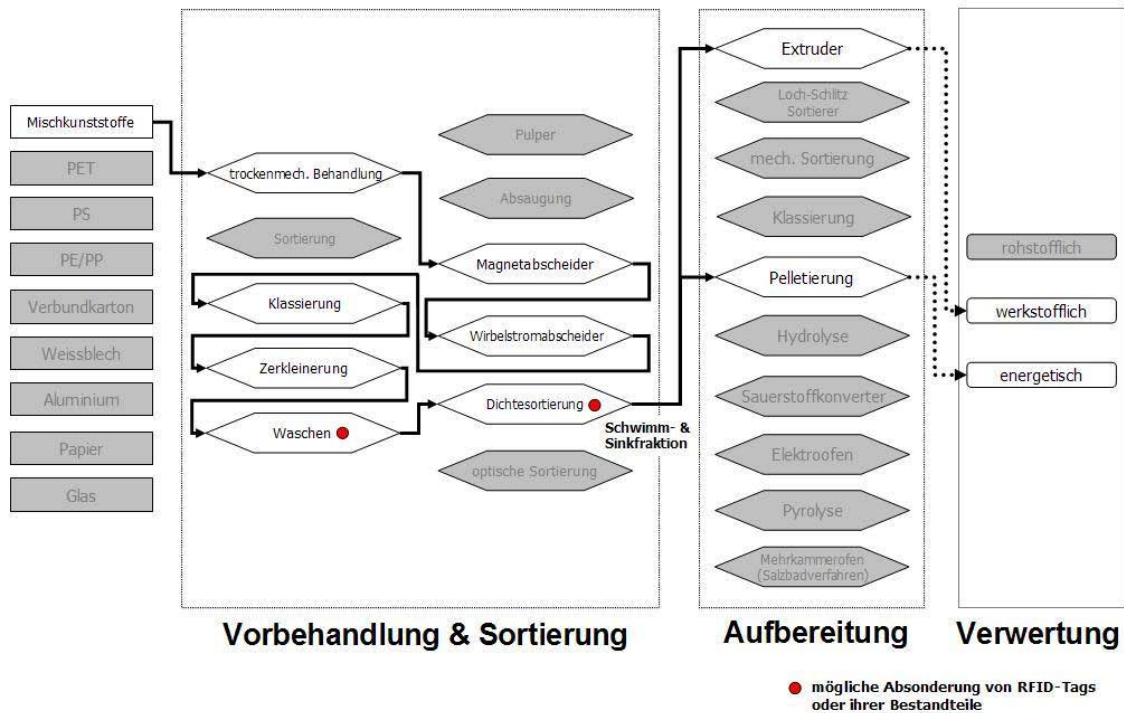 Mischkunststoffe
PET
PS
PE/PP
Verbundkarton
Weissblech
Aluminium
Papier
Glas
trockenmech. Behandlung
Sortierung
Klassierung
Zerkleinerung
Waschen
Pulper
Absaugung
Magnetabscheider
Wirbelstromabscheider
Dichtesortierung
Schwimm- &
Sinkfraktion
optische Sortierung
Vorbehandlung & Sortierung
Extruder
Loch-Schlitz
Sortierer
mech. Sortierung
Klassierung
Pelletierung
Hydrolyse
Sauerstoffkonverter
Elektroofen
Pyrolyse
Mehrkammerofen
(Salzbadverfahren)
Aufbereitung
rohstofflich
werkstofflich
energetisch
Verwertung
mögliche Absonderung von RFID-Tags
oder ihrer Bestandteile